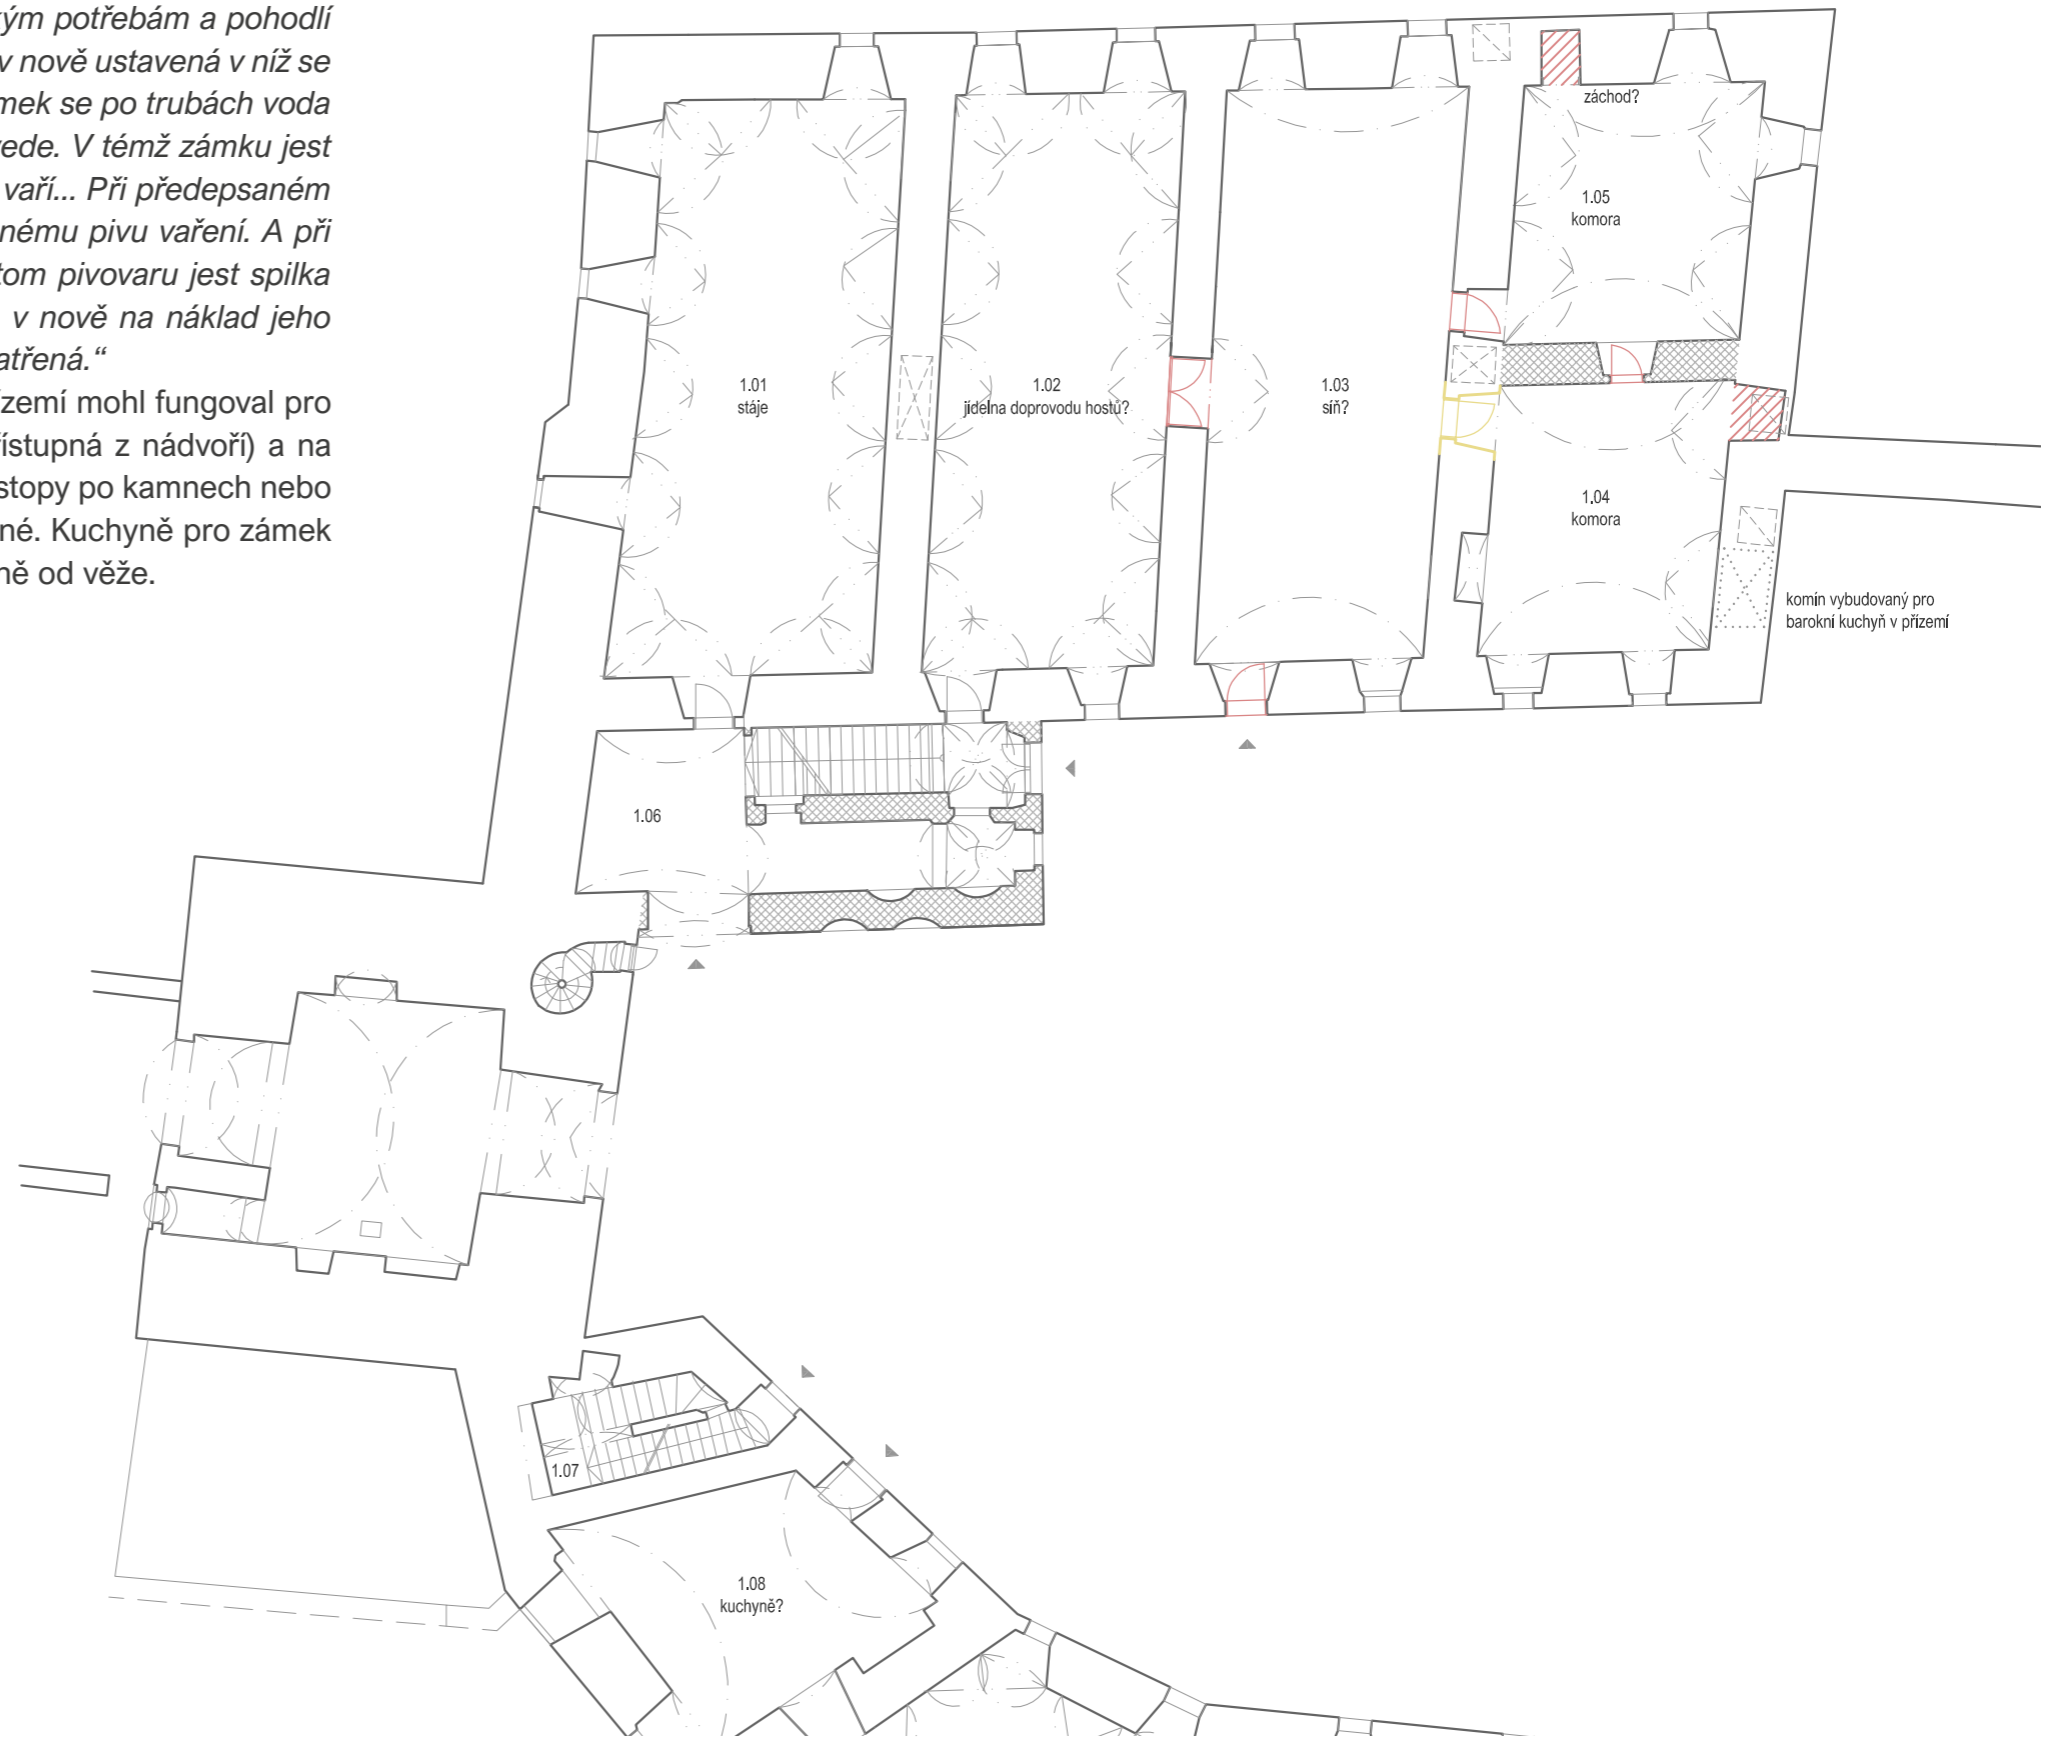 kým potřebám a pohodlí
v nově ustavená v níž se
mek se po trubách voda
vede. V témž zámku jest
vaří... Při předepsaném
nému pivu vaření. A při
tom pivovaru jest spilka
v nově na náklad jeho
atřená.“
ízemí mohl fungoval pro
řístupná z nádvoří) a na
stopy po kamnech nebo
né. Kuchyně pro zámek
ně od věže.
záchod?
1.05
komora
1.01
stáje
1.02
jídelna doprovodu hostů?
1.03
síň?
1.04
komora
komín vybudovaný pro
barokní kuchyň v přízemí
1.06
1.07
1.08
kuchyně?